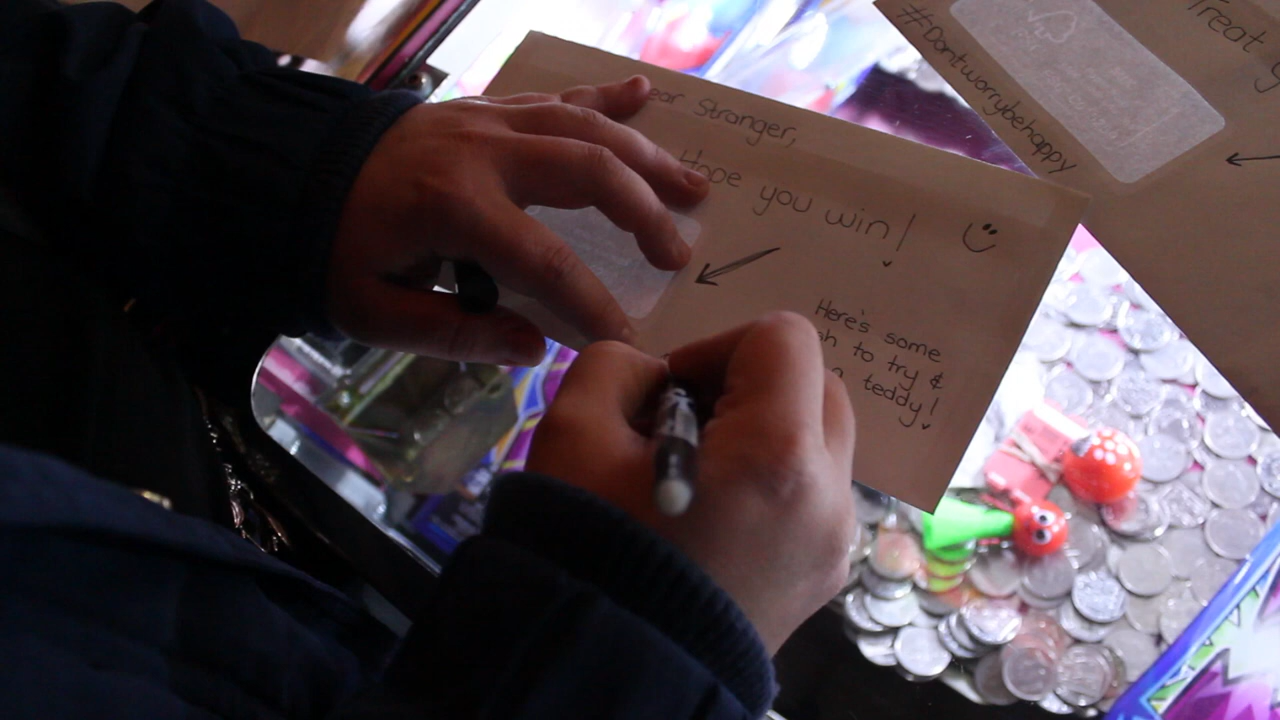 ear Stranger,
Hope you win!
Here's some
sh to try &
a teddy!
Treat
#Dontworrybehappy